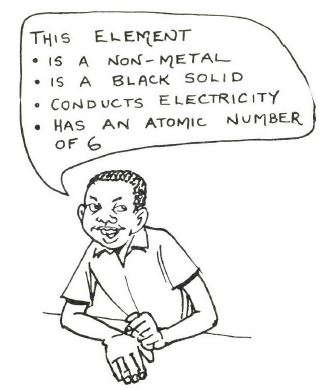 THIS ELEMENT
• IS A NON-METAL
• IS A BLACK SOLID
• CONDUCTS ELECTRICITY
• HAS AN ATOMIC NUMBER
OF 6